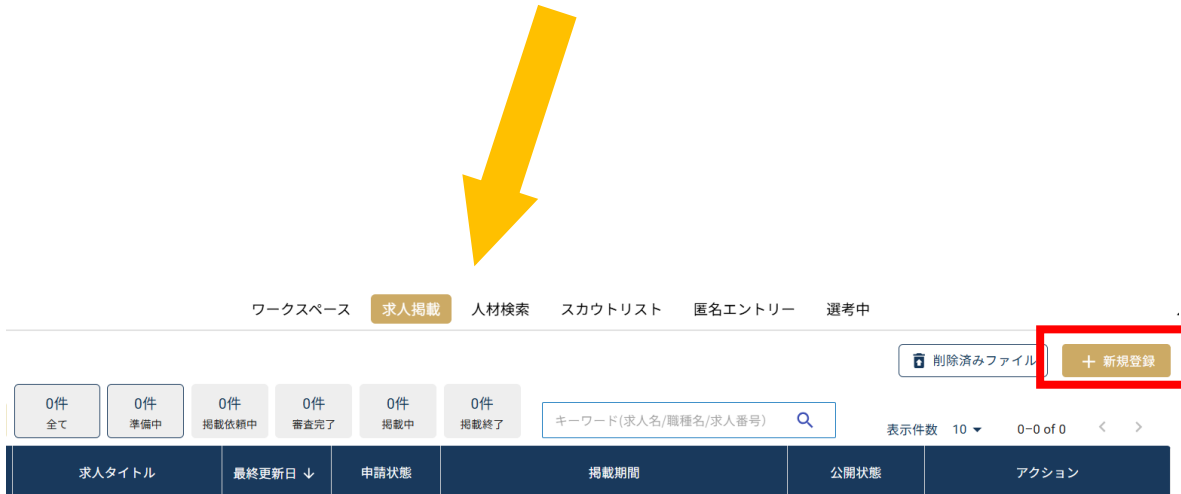 ワークスペース 求人掲載 人材検索 スカウトリスト 匿名エントリー 選考中
削除済みファイル + 新規登録
0件 0件 0件 0件 0件 0件
全て 準備中 掲載依頼中 審査完了 掲載中 掲載終了
キーワード(求人名/職種名/求人番号)
表示件数 10 0-0 of 0
求人タイトル 最終更新日 ↓ 申請状態 掲載期間 公開状態 アクション